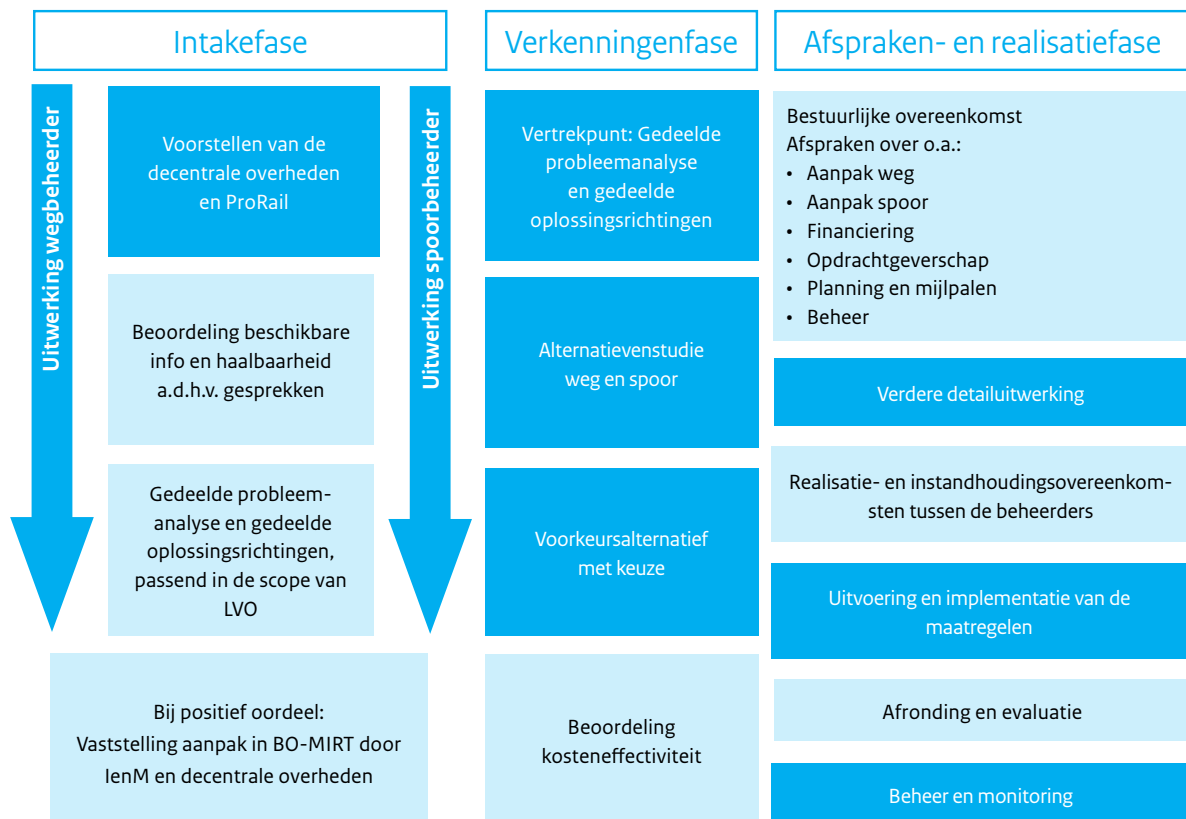 Intakefase
Uitwerking wegbeheerder
Voorstellen van de
decentrale overheden
en ProRail
Beoordeling beschikbare
info en haalbaarheid
a.d.h.v. gesprekken
Gedeelde probleem-
analyse en gedeelde
oplossingsrichtingen,
passend in de scope van
LVO
Uitwerking spoorbeheerder
Bij positief oordeel:
Vaststelling aanpak in BO-MIRT door
IenM en decentrale overheden
Verkenningenfase
Vertrekpunt: Gedeelde
probleemanalyse
en gedeelde
oplossingsrichtingen
Alternatievenstudie
weg en spoor
Voorkeursalternatief
met keuze
Beoordeling
kosteneffectiviteit
Afspraken- en realisatiefase
Bestuurlijke overeenkomst
Afspraken over o.a.:
• Aanpak weg
• Aanpak spoor
• Financiering
• Opdrachtgeverschap
• Planning en mijlpalen
• Beheer
Verdere detailuitwerking
Realisatie- en instandhoudingsovereenkom-
sten tussen de beheerders
Uitvoering en implementatie van de
maatregelen
Afronding en evaluatie
Beheer en monitoring